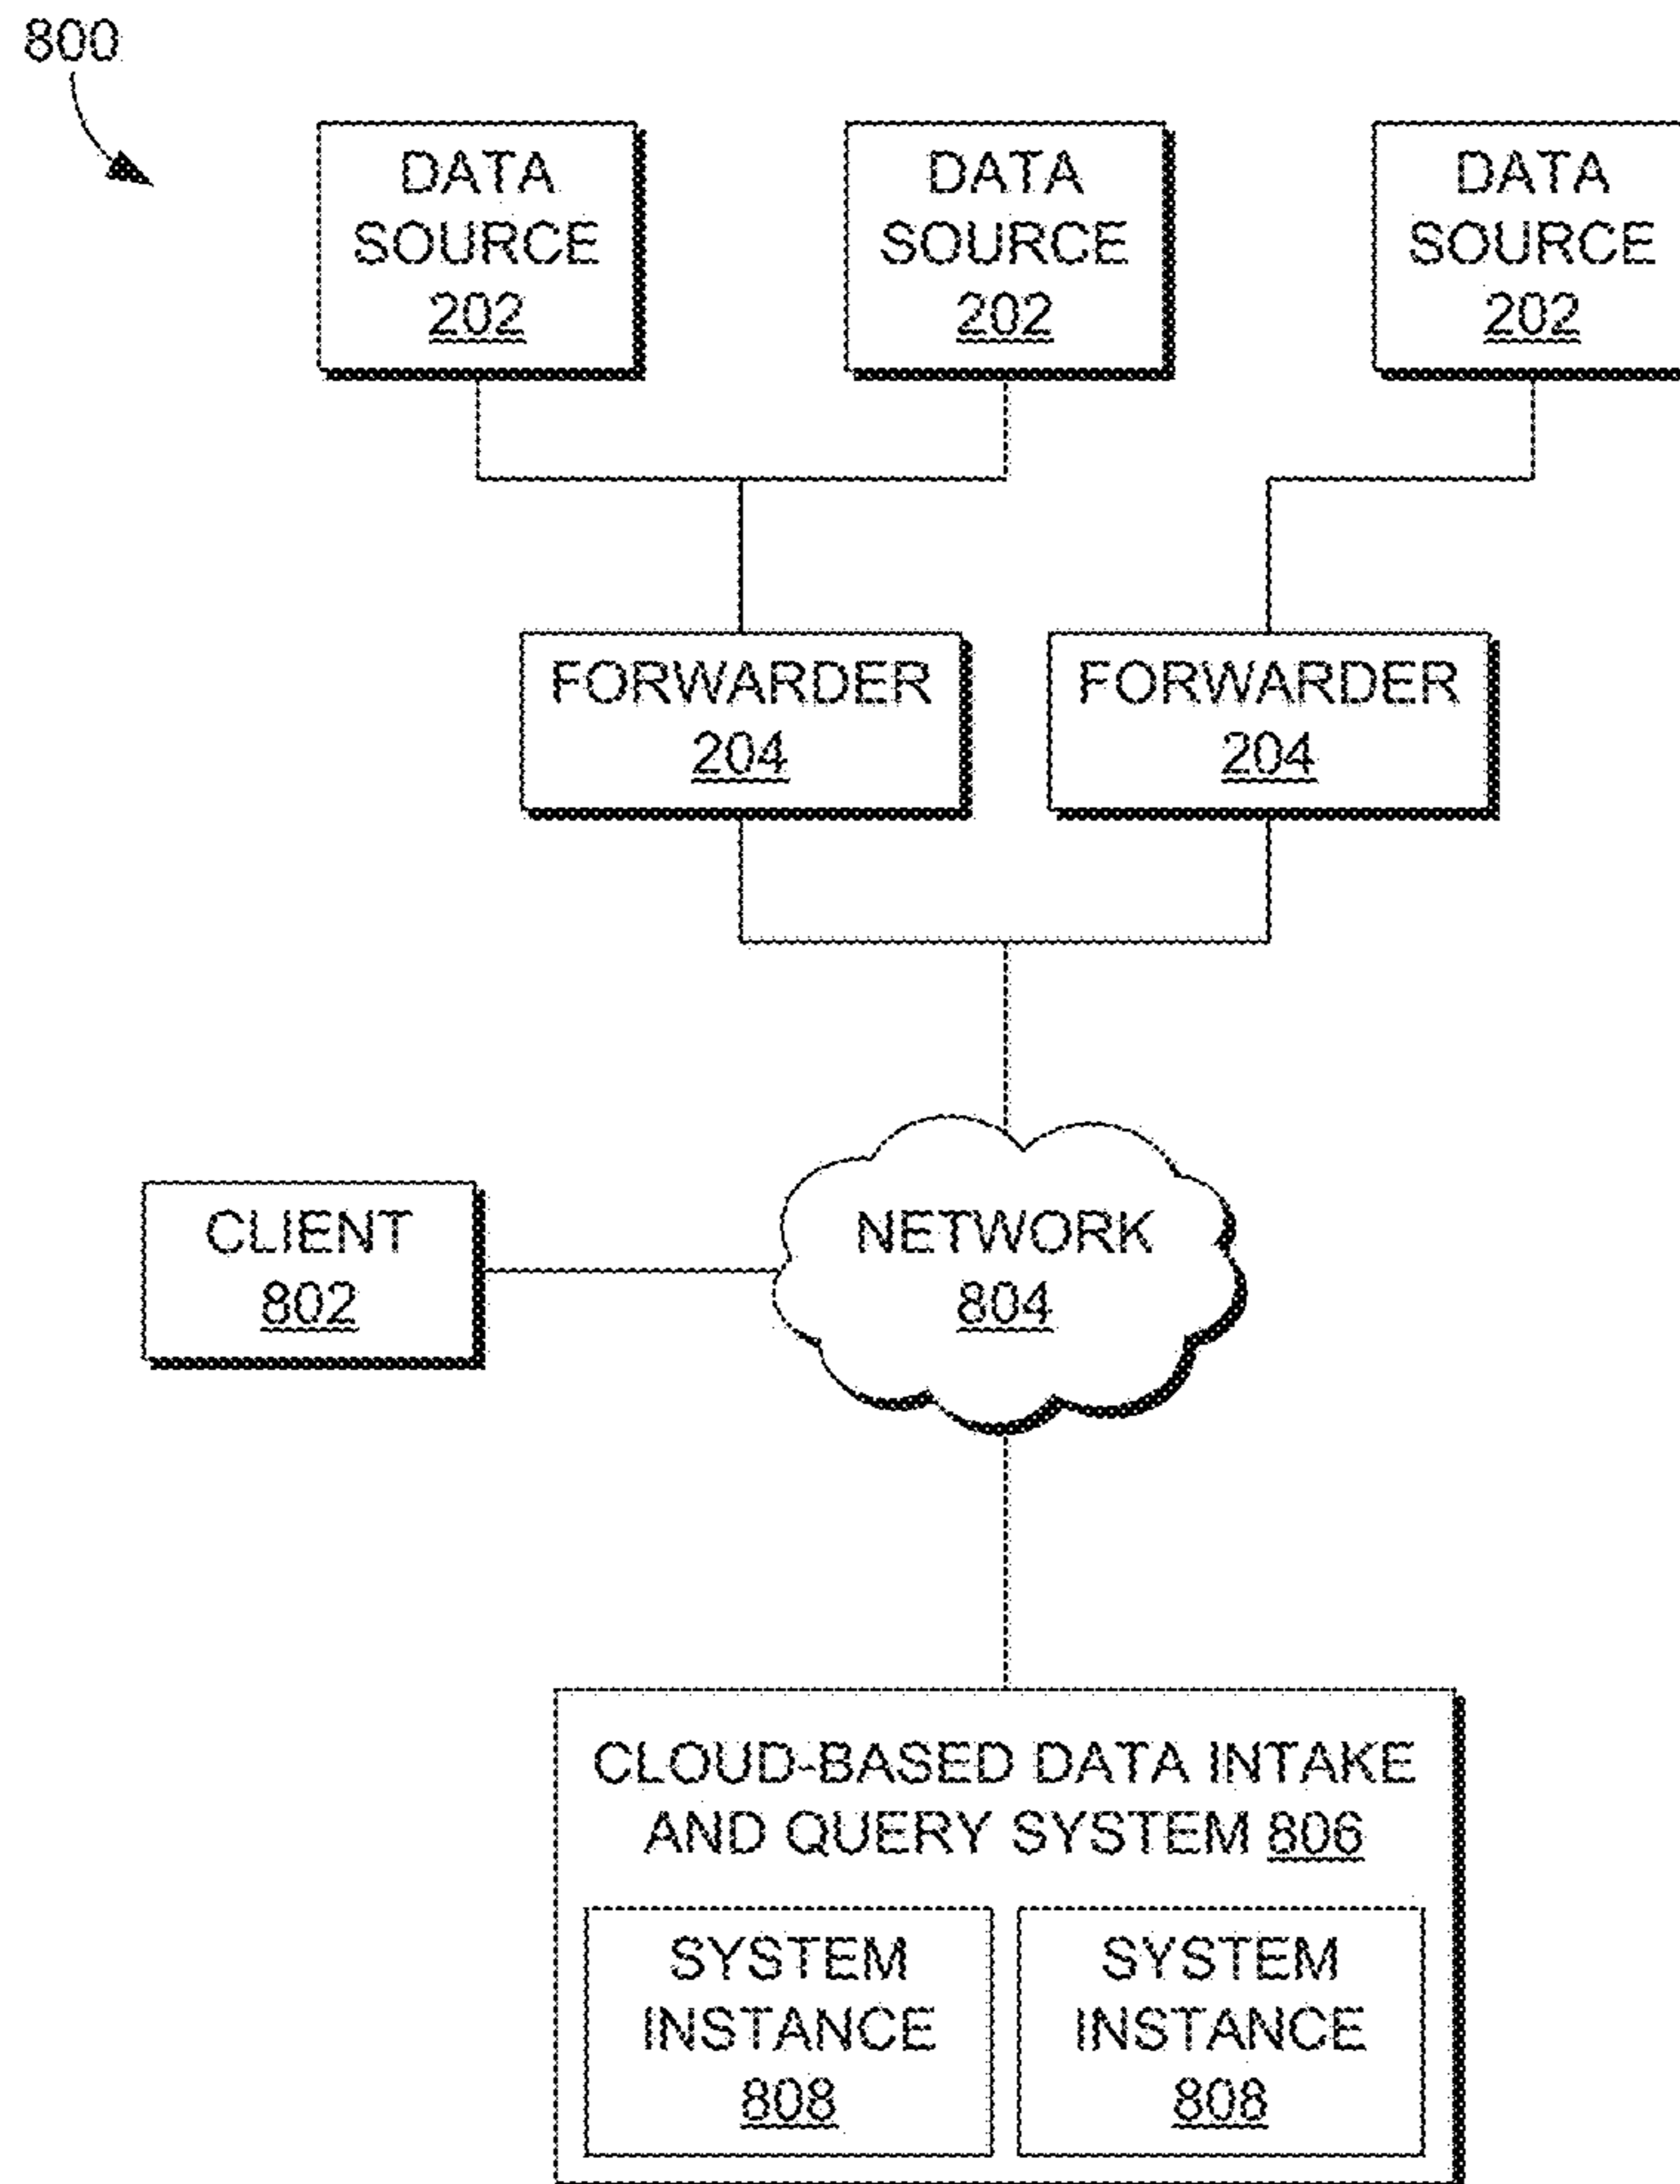 800
DATA
SOURCE
202
DATA
SOURCE
202
DATA
SOURCE
202
FORWARDER
204
FORWARDER
204
CLIENT
802
NETWORK
804
CLOUD-BASED DATA INTAKE
AND QUERY SYSTEM 806
SYSTEM
INSTANCE
808
SYSTEM
INSTANCE
808